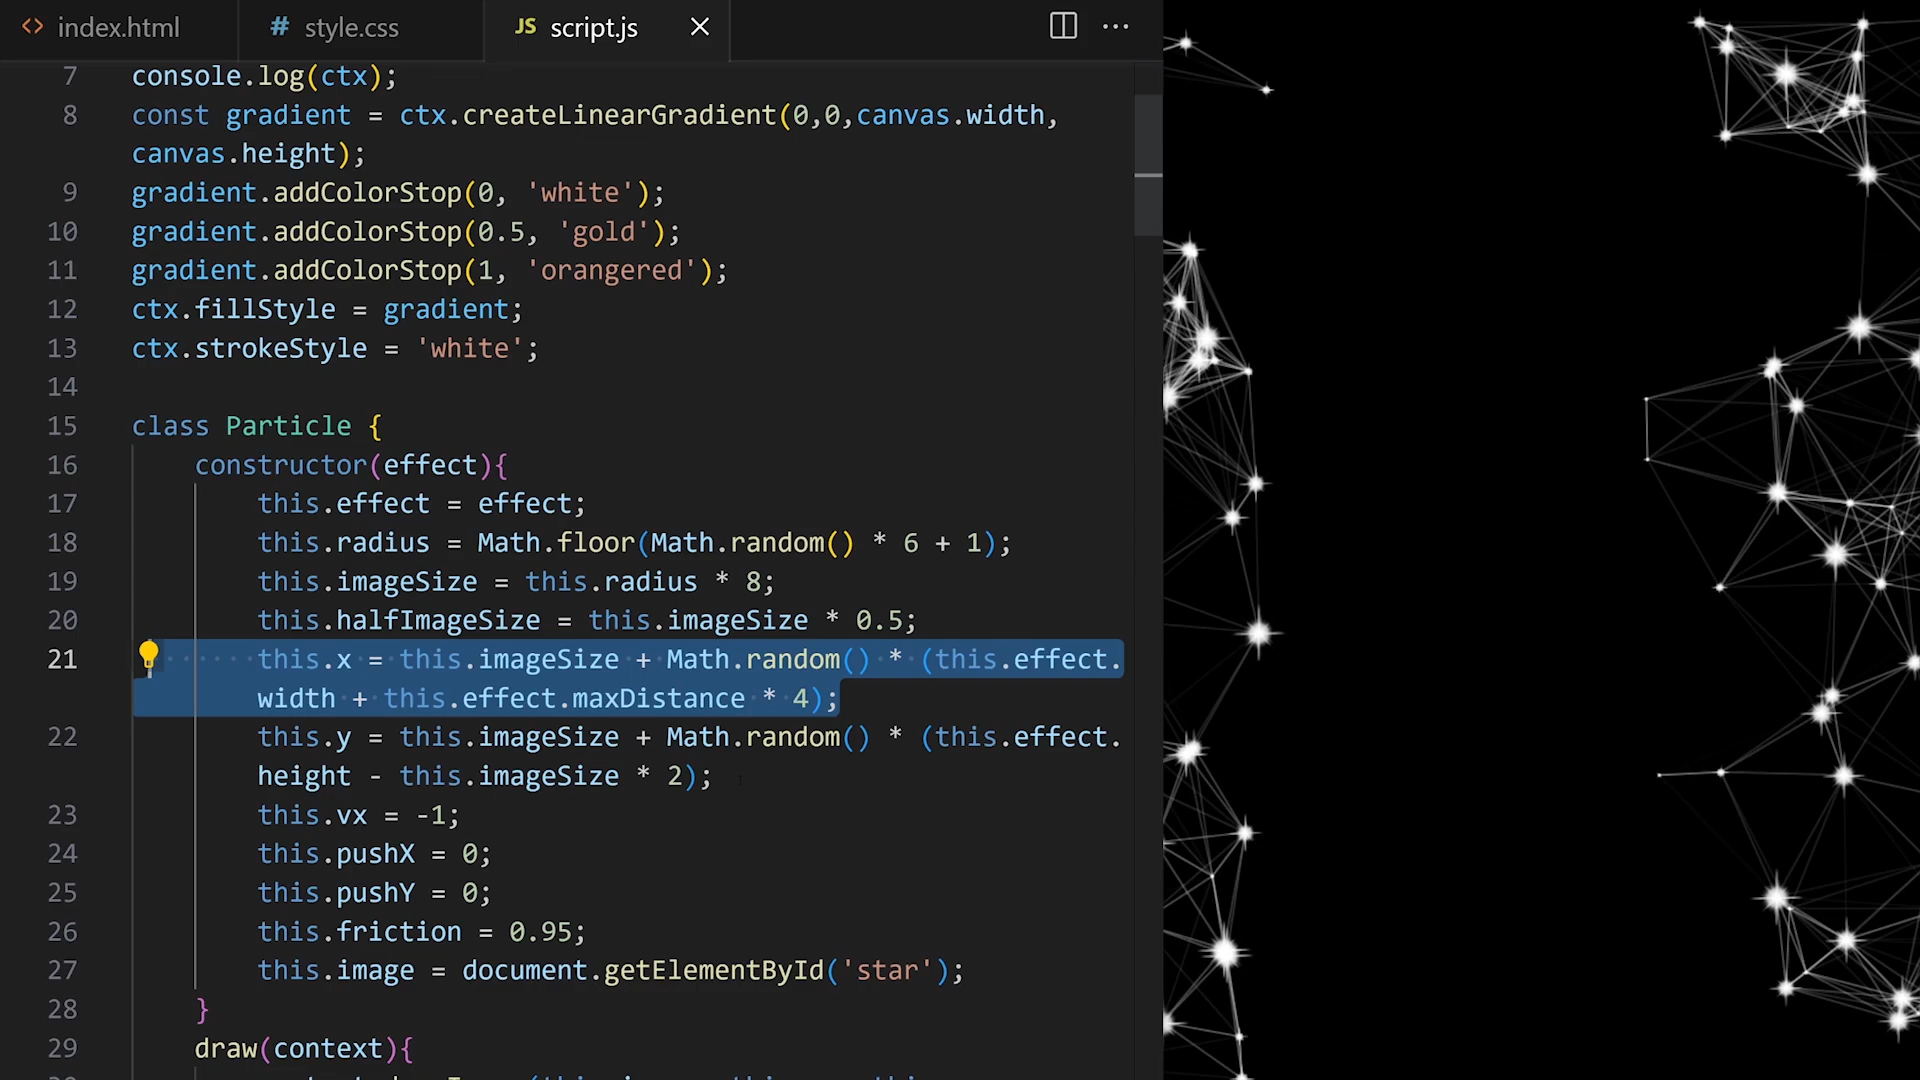 <> index.html
# style.css
JS script.js
7 console.log(ctx);
8 const gradient = ctx.createLinearGradient(0,0,canvas.width,
canvas.height);
9 gradient.addColorStop(0, 'white');
10 gradient.addColorStop(0.5, 'gold');
11 gradient.addColorStop(1, 'orangered');
12 ctx.fillStyle = gradient;
13 ctx.strokeStyle = 'white';
14
15 class Particle {
16 constructor(effect){
17 this.effect = effect;
18 this.radius = Math.floor(Math.random() * 6 + 1);
19 this.imageSize = this.radius * 8;
20 this.halfImageSize = this.imageSize * 0.5;
21 this.x = this.imageSize + Math.random() * (this.effect.
width + this.effect.maxDistance * 4);
22 this.y = this.imageSize + Math.random() * (this.effect.
height - this.imageSize * 2);
23 this.vx = -1;
24 this.pushX = 0;
25 this.pushY = 0;
26 this.friction = 0.95;
27 this.image = document.getElementById('star');
28 }
29 draw(context){